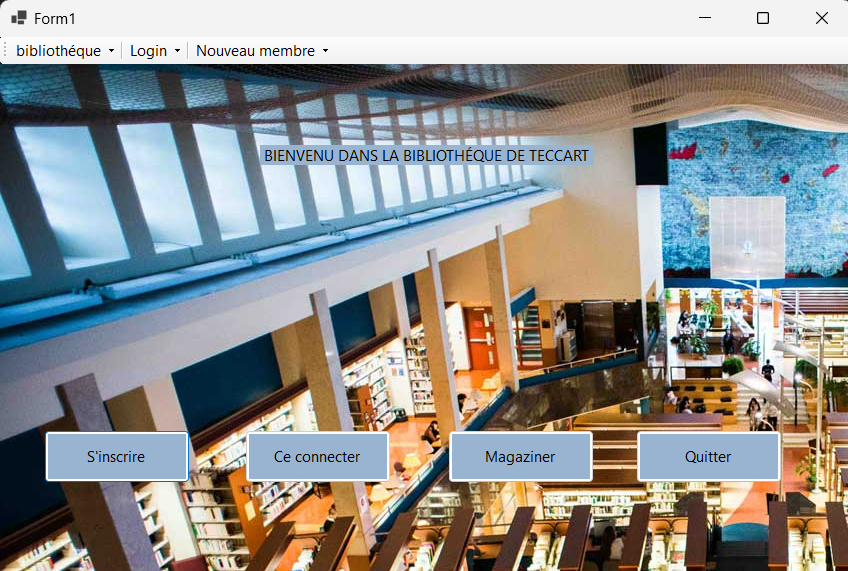 Form1
bibliothéque Login Nouveau membre
BIENVENU DANS LA BIBLIOTHÉQUE DE TECCART
S'inscrire Ce connecter Magaziner Quitter